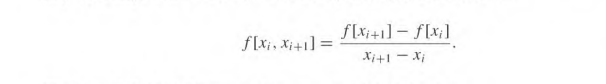 f[x_i, x_{i+1}] = \frac{f[x_{i+1}] - f[x_i]}{x_{i+1} - x_i}.